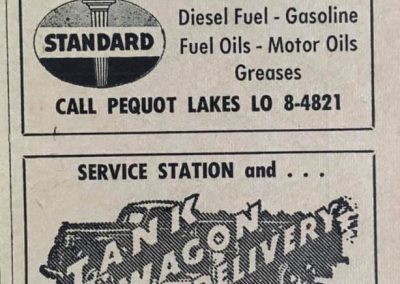 Diesel Fuel - Gasoline
STANDARD
Fuel Oils - Motor Oils
Greases
CALL PEQUOT LAKES LO 8-4821
SERVICE STATION and . . .
TANK
WAGON
DELIVERY